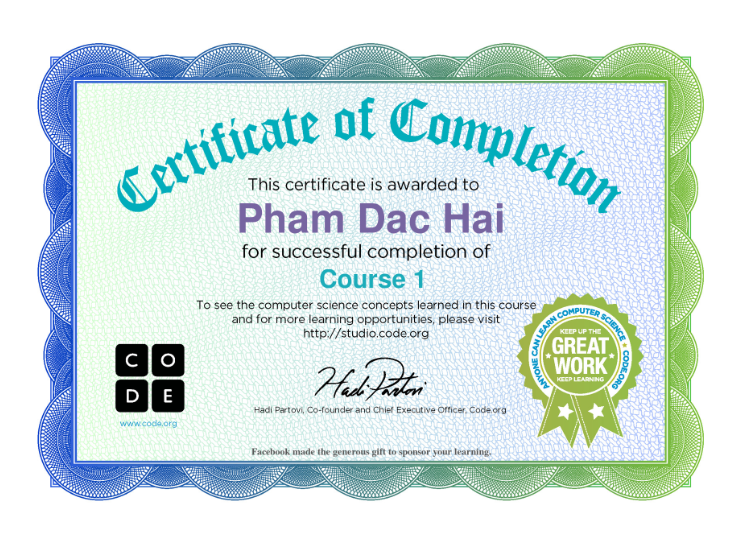 Certificate of Completion
This certificate is awarded to
Pham Dac Hai
for successful completion of
Course 1
To see the computer science concepts learned in this course
and for more learning opportunities, please visit
http://studio.code.org
C O
D E
www.code.org
Hadi Partovi
Hadi Partovi, Co-founder and Chief Executive Officer, Code.org
ANYONE CAN LEARN COMPUTER SCIENCE ★ CODE.ORG ★
KEEP UP THE
GREAT
WORK
KEEP LEARNING
Facebook made the generous gift to sponsor your learning.